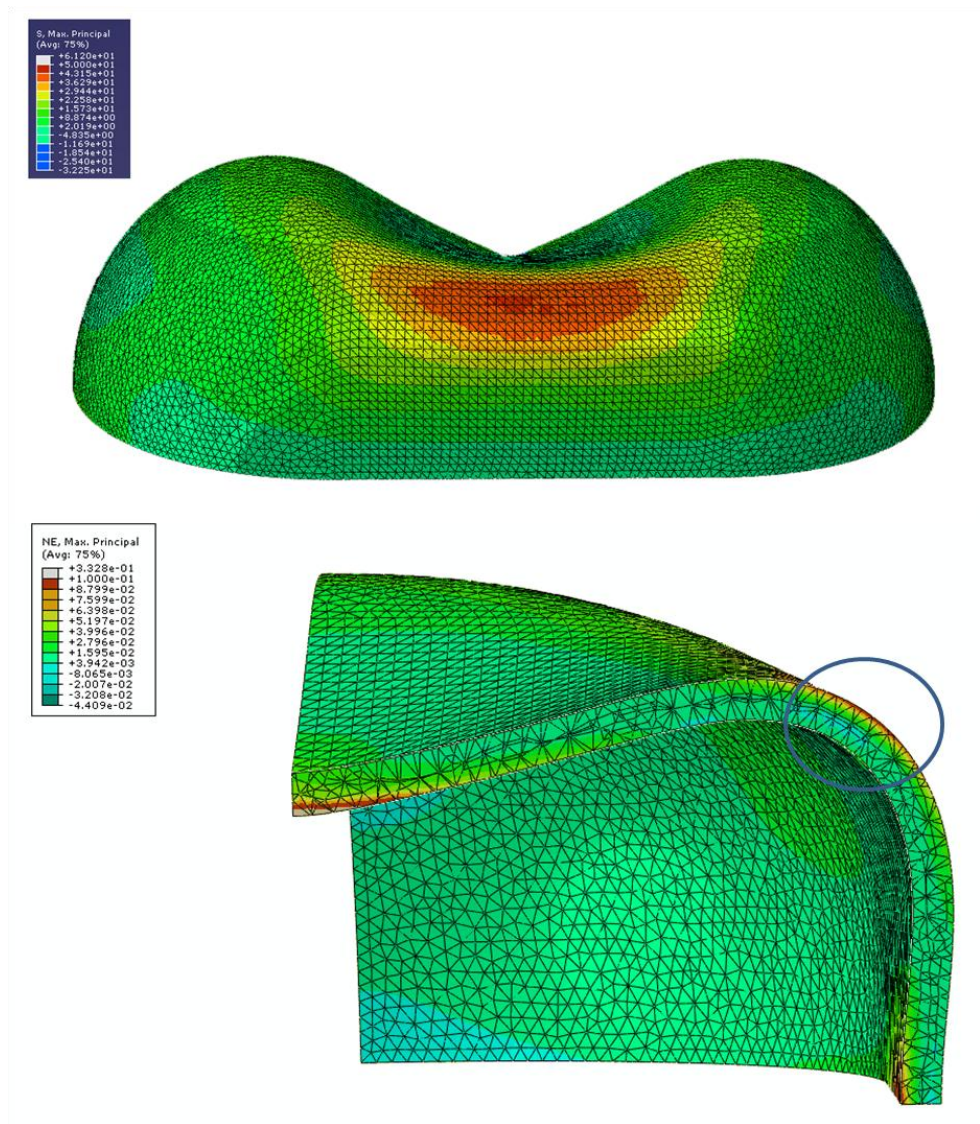 S, Max. Principal
(Avg: 75%)
+6.120e+01
+5.000e+01
+4.315e+01
+3.629e+01
+2.944e+01
+2.258e+01
+1.573e+01
+8.874e+00
+2.019e+00
-4.835e+00
-1.169e+01
-1.854e+01
-2.540e+01
-3.225e+01
NE, Max. Principal
(Avg: 75%)
+3.328e-01
+1.000e-01
+8.799e-02
+7.599e-02
+6.398e-02
+5.197e-02
+3.996e-02
+2.796e-02
+1.595e-02
+3.942e-03
-8.065e-03
-2.007e-02
-3.208e-02
-4.409e-02